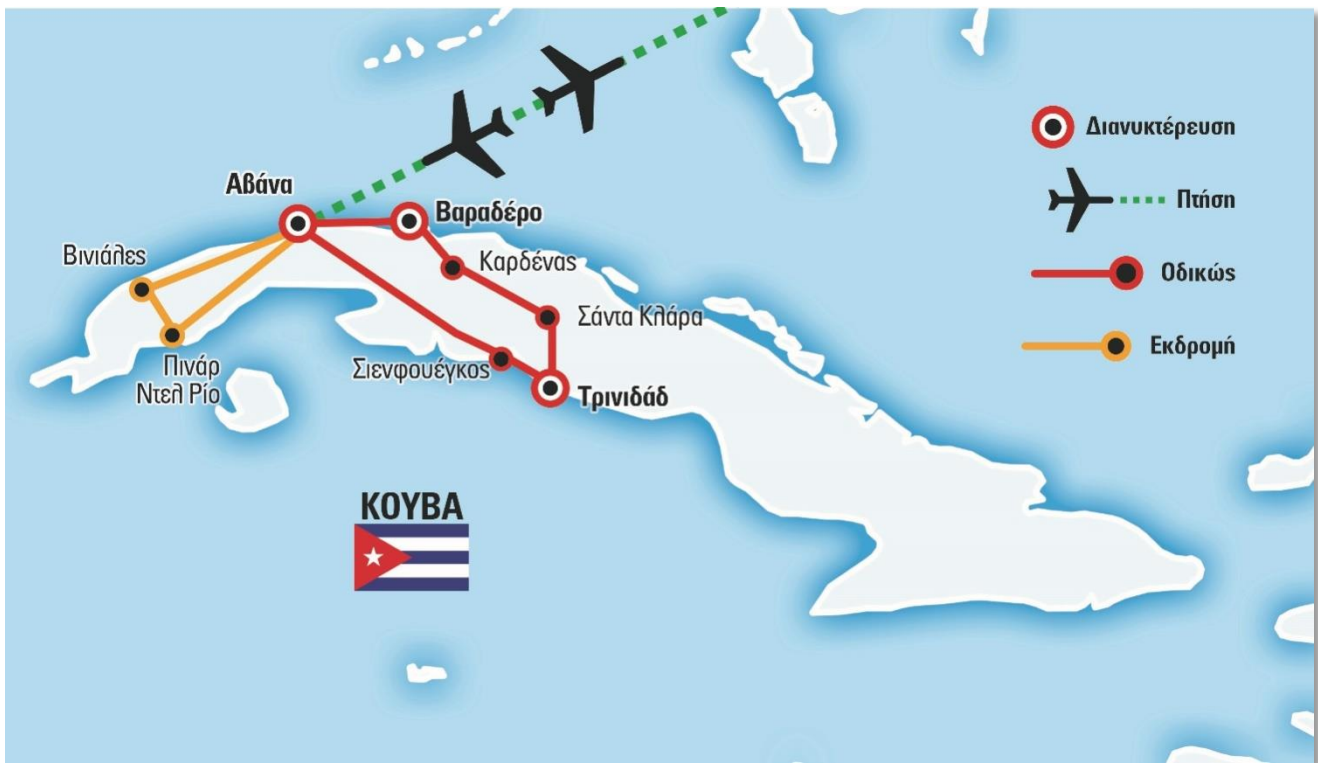 Διανυκτέρευση
Αβάνα
Βαραδέρο
Πτήση
Βινιάλες
Καρδένας
Οδικώς
Σάντα Κλάρα
Εκδρομή
Πινάρ
Ντελ Ρίο
Σιενφουέγκος
Τρινιδάδ
ΚΟΥΒΑ